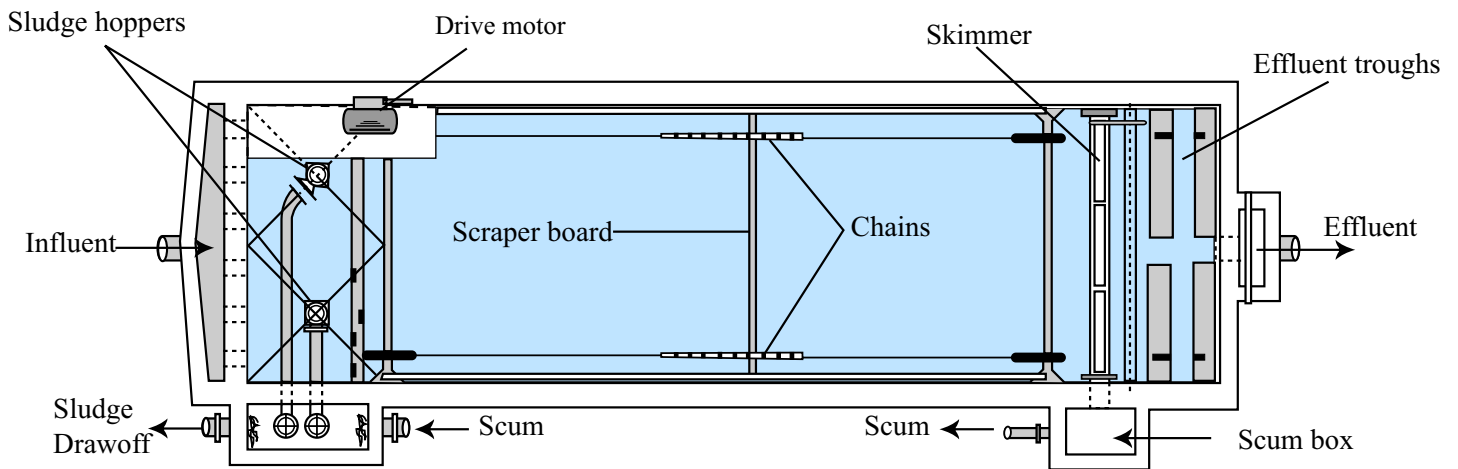 Sludge hoppers
Drive motor
Skimmer
Effluent troughs
Influent
Scraper board
Chains
Effluent
Sludge
Drawoff
Scum
Scum
Scum box